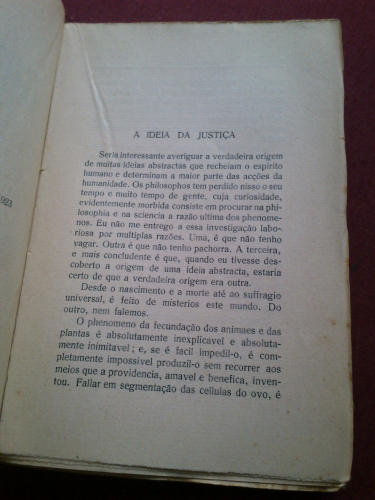 993
A IDEIA DA JUSTIÇA
Seria interessante averiguar a verdadeira origem
de muitas ideias abstractas que recheiam o espirito
humano e determinam a maior parte das acções da
humanidade. Os philosophos tem perdido nisso o seu
tempo e muito tempo de gente, cuja curiosidade,
evidentemente morbida consiste em procurar na phi-
losophia e na sciencia a razão ultima dos phenome-
nos. Eu não me entrego a essa investigação labo-
riosa por multiplas razões. Uma, é que não tenho
vagar. Outra é que não tenho pachorra. A terceira,
e mais concludente é que, quando eu tivesse des-
coberto a origem de uma ideia abstracta, estaria
certo de que a verdadeira origem era outra.
Desde o nascimento e a morte até ao suffragio
universal, é feito de misterios este mundo. Do
outro, nem falemos.
O phenomeno da fecundação dos animaes e das
plantas é absolutamente inexplicavel e absoluta-
mente inimitavel; e, se é facil impedil-o, é com-
pletamente impossivel produzil-o sem recorrer aos
meios que a providencia, amavel e benefica, inven-
tou. Fallar em segmentação das cellulas do ovo, é